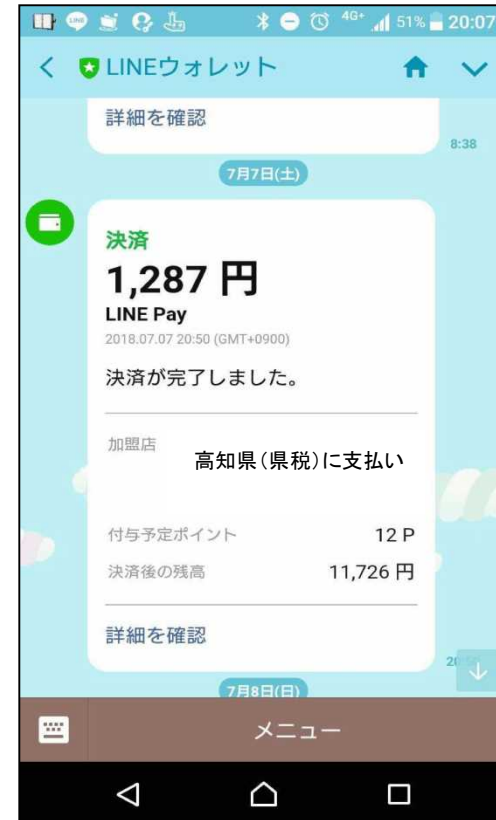 4G+ 51% 20:07
LINEウォレット
詳細を確認
8:38
7月7日(土)
決済
1,287 円
LINE Pay
2018.07.07 20:50 (GMT+0900)
決済が完了しました。
加盟店
高知県(県税)に支払い
付与予定ポイント 12 P
決済後の残高 11,726 円
詳細を確認
7月8日(日)
メニュー